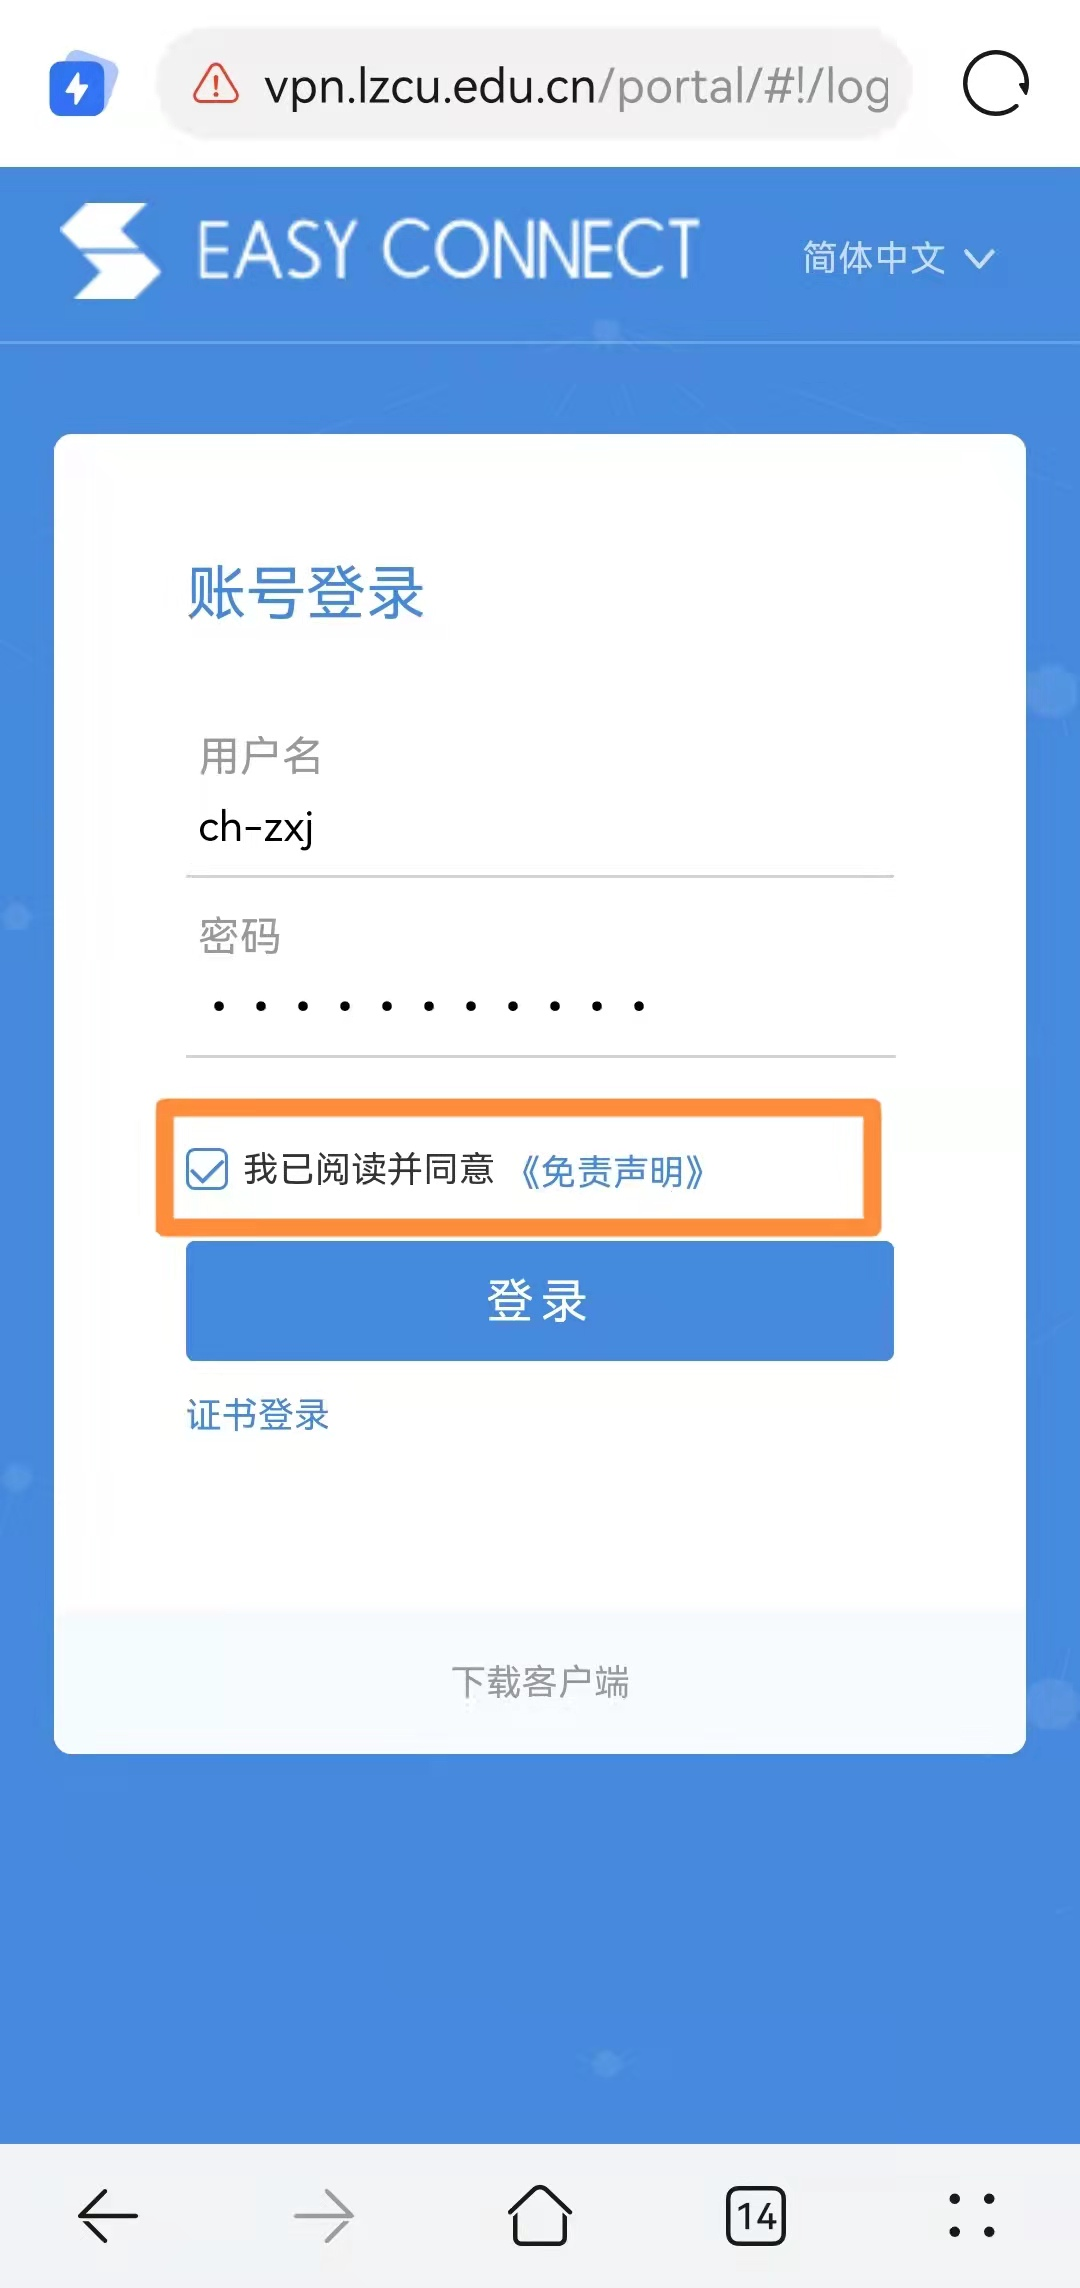 vpn.lzcu.edu.cn/portal/#!/log
EASY CONNECT
简体中文
账号登录
用户名
ch-zxj
密码
我已阅读并同意 《免责声明》
登录
证书登录
下载客户端
14